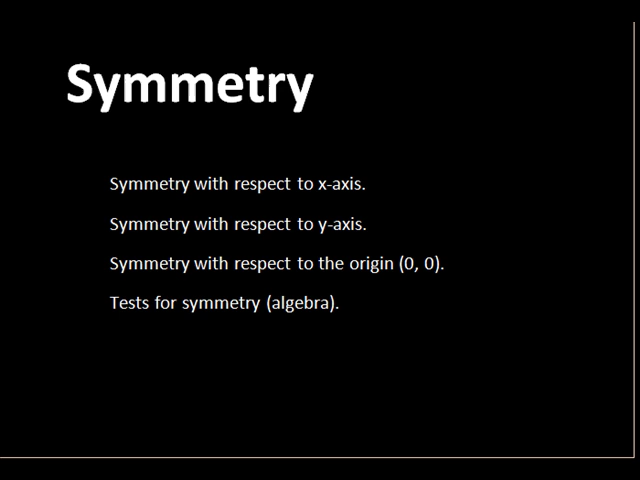 Symmetry
Symmetry with respect to x-axis.
Symmetry with respect to y-axis.
Symmetry with respect to the origin (0, 0).
Tests for symmetry (algebra).